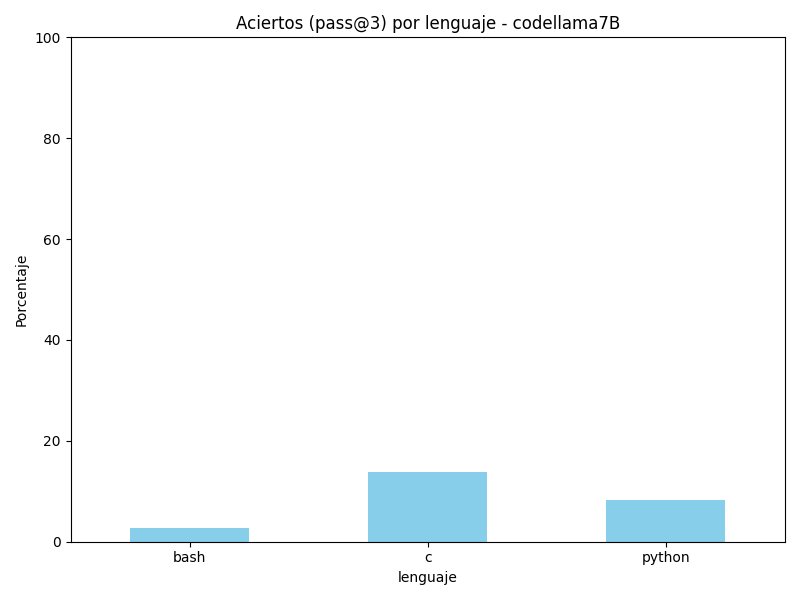 Aciertos (pass@3) por lenguaje - codellama7B
100
80
60
40
20
0
Porcentaje
bash
c
python
lenguaje